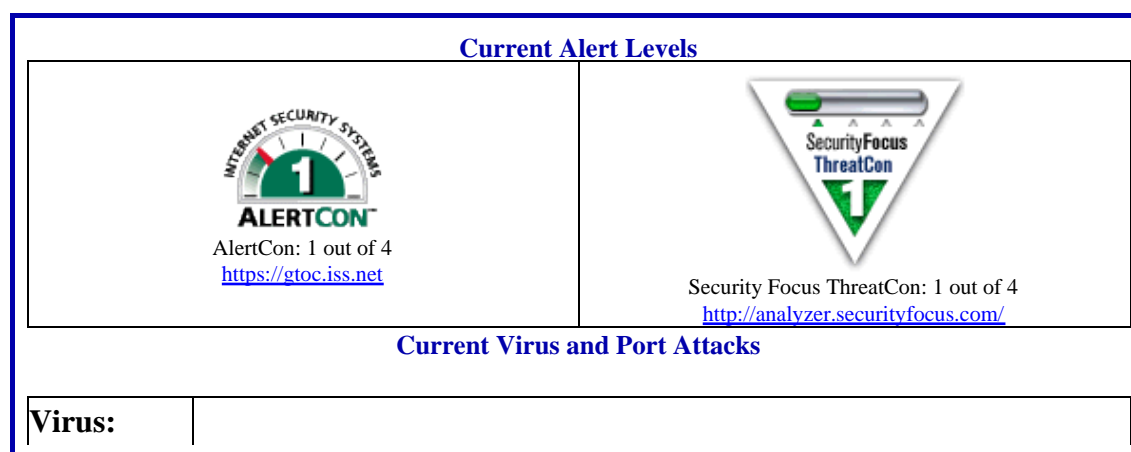 Current Alert Levels
INTERNET SECURITY SYSTEMS
1
ALERTCON™
AlertCon: 1 out of 4
https://gtoc.iss.net
SecurityFocus
ThreatCon
1
Security Focus ThreatCon: 1 out of 4
http://analyzer.securityfocus.com/
Current Virus and Port Attacks
Virus: